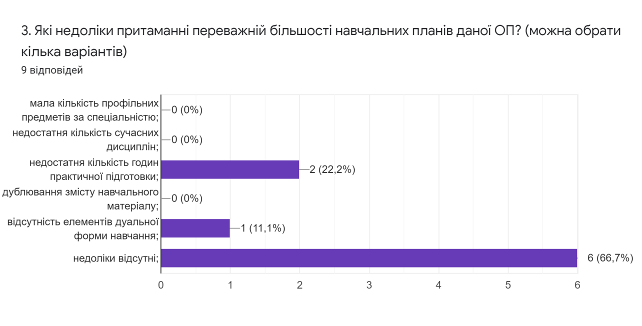 3. Які недоліки притаманні переважній більшості навчальних планів даної ОП? (можна обрати
кілька варіантів)
9 відповідей
мала кількість профільних
предметів за спеціальністю;
0 (0%)
недостатня кількість сучасних
дисциплін;
0 (0%)
недостатня кількість годин
практичної підготовки;
2 (22,2%)
дублювання змісту навчального
матеріалу;
0 (0%)
відсутність елементів дуальної
форми навчання;
1 (11,1%)
недоліки відсутні;
6 (66,7%)
0 1 2 3 4 5 6